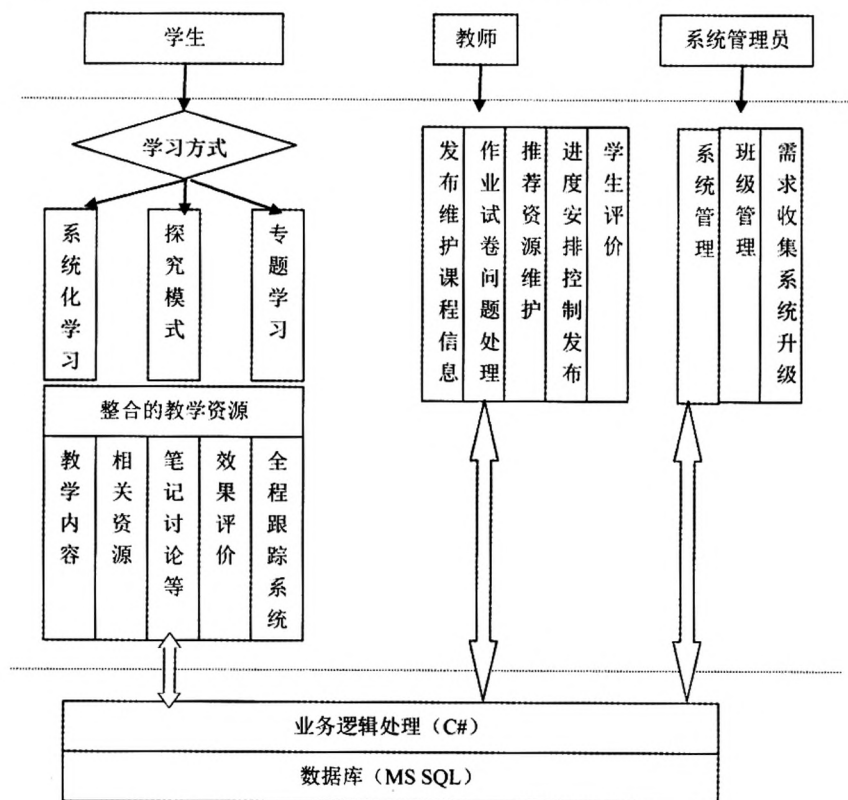 学生
教师
系统管理员
学习方式
系统化学习
探究模式
专题学习
发布维护课程信息
作业试卷问题处理
推荐资源维护
进度安排控制发布
学生评价
系统管理
班级管理
需求收集系统升级
整合的教学资源
教学内容
相关资源
笔记讨论等
效果评价
全程跟踪系统
业务逻辑处理（C#）
数据库（MS SQL）